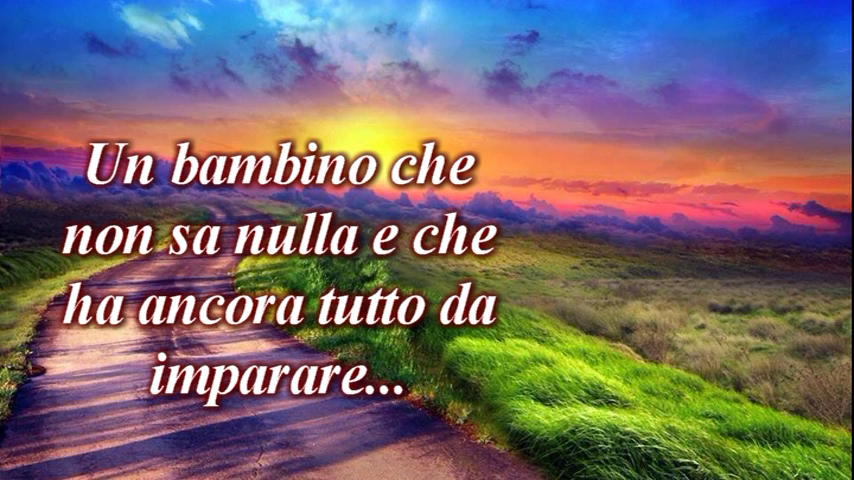 Un bambino che
non sa nulla e che
ha ancora tutto da
imparare...